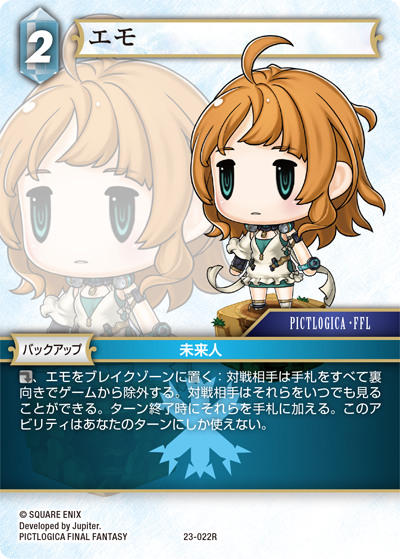 2
エモ
PICTLOGICA・FFL
バックアップ
未来人
、エモをブレイクゾーンに置く：対戦相手は手札をすべて裏
向きでゲームから除外する。対戦相手はそれらをいつでも見る
ことができる。ターン終了時にそれらを手札に加える。このア
ビリティはあなたのターンにしか使えない。
© SQUARE ENIX
Developed by Jupiter.
PICTLOGICA FINAL FANTASY
23-022R